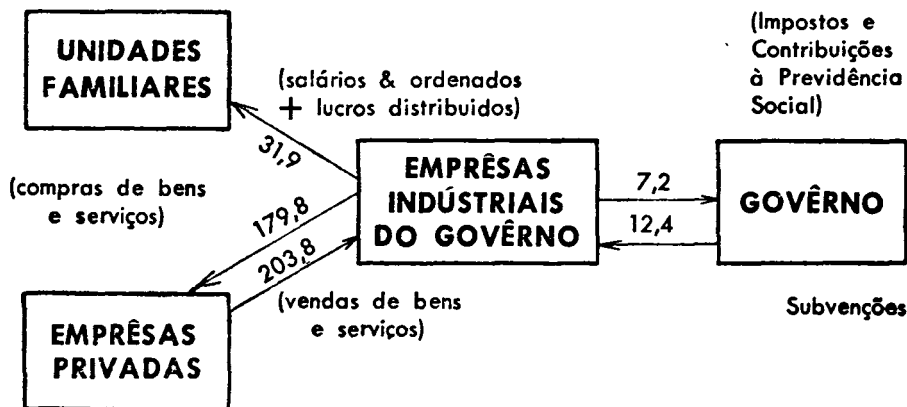 UNIDADES
FAMILIARES
(salários & ordenados
+ lucros distribuidos)
(Impostos e
Contribuições
à Previdência
Social)
31,9
(compras de bens
e serviços)
179,8
203,8
EMPRÊSAS
INDÚSTRIAIS
DO GOVÊRNO
7,2
12,4
GOVÊRNO
(vendas de bens
e serviços)
Subvenções
EMPRÊSAS
PRIVADAS